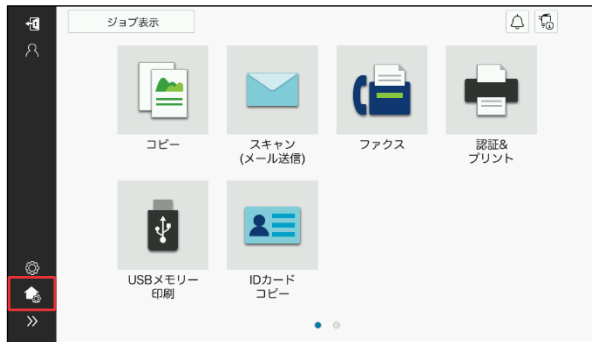 ジョブ表示
コピー
スキャン
(メール送信)
ファクス
認証&
プリント
USBメモリー
印刷
IDカード
コピー